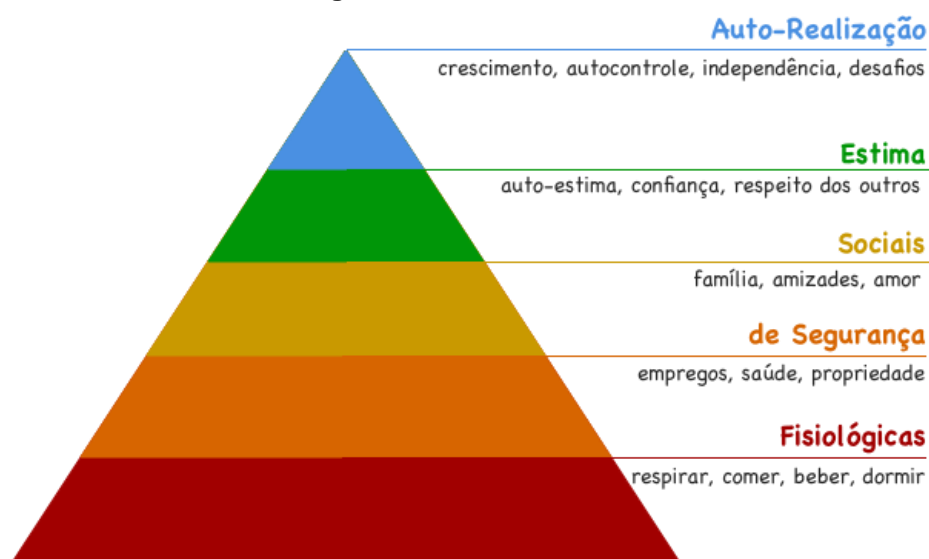 Auto-Realização
crescimento, autocontrole, independência, desafios
Estima
auto-estima, confiança, respeito dos outros
Sociais
família, amizades, amor
de Segurança
empregos, saúde, propriedade
Fisiológicas
respirar, comer, beber, dormir